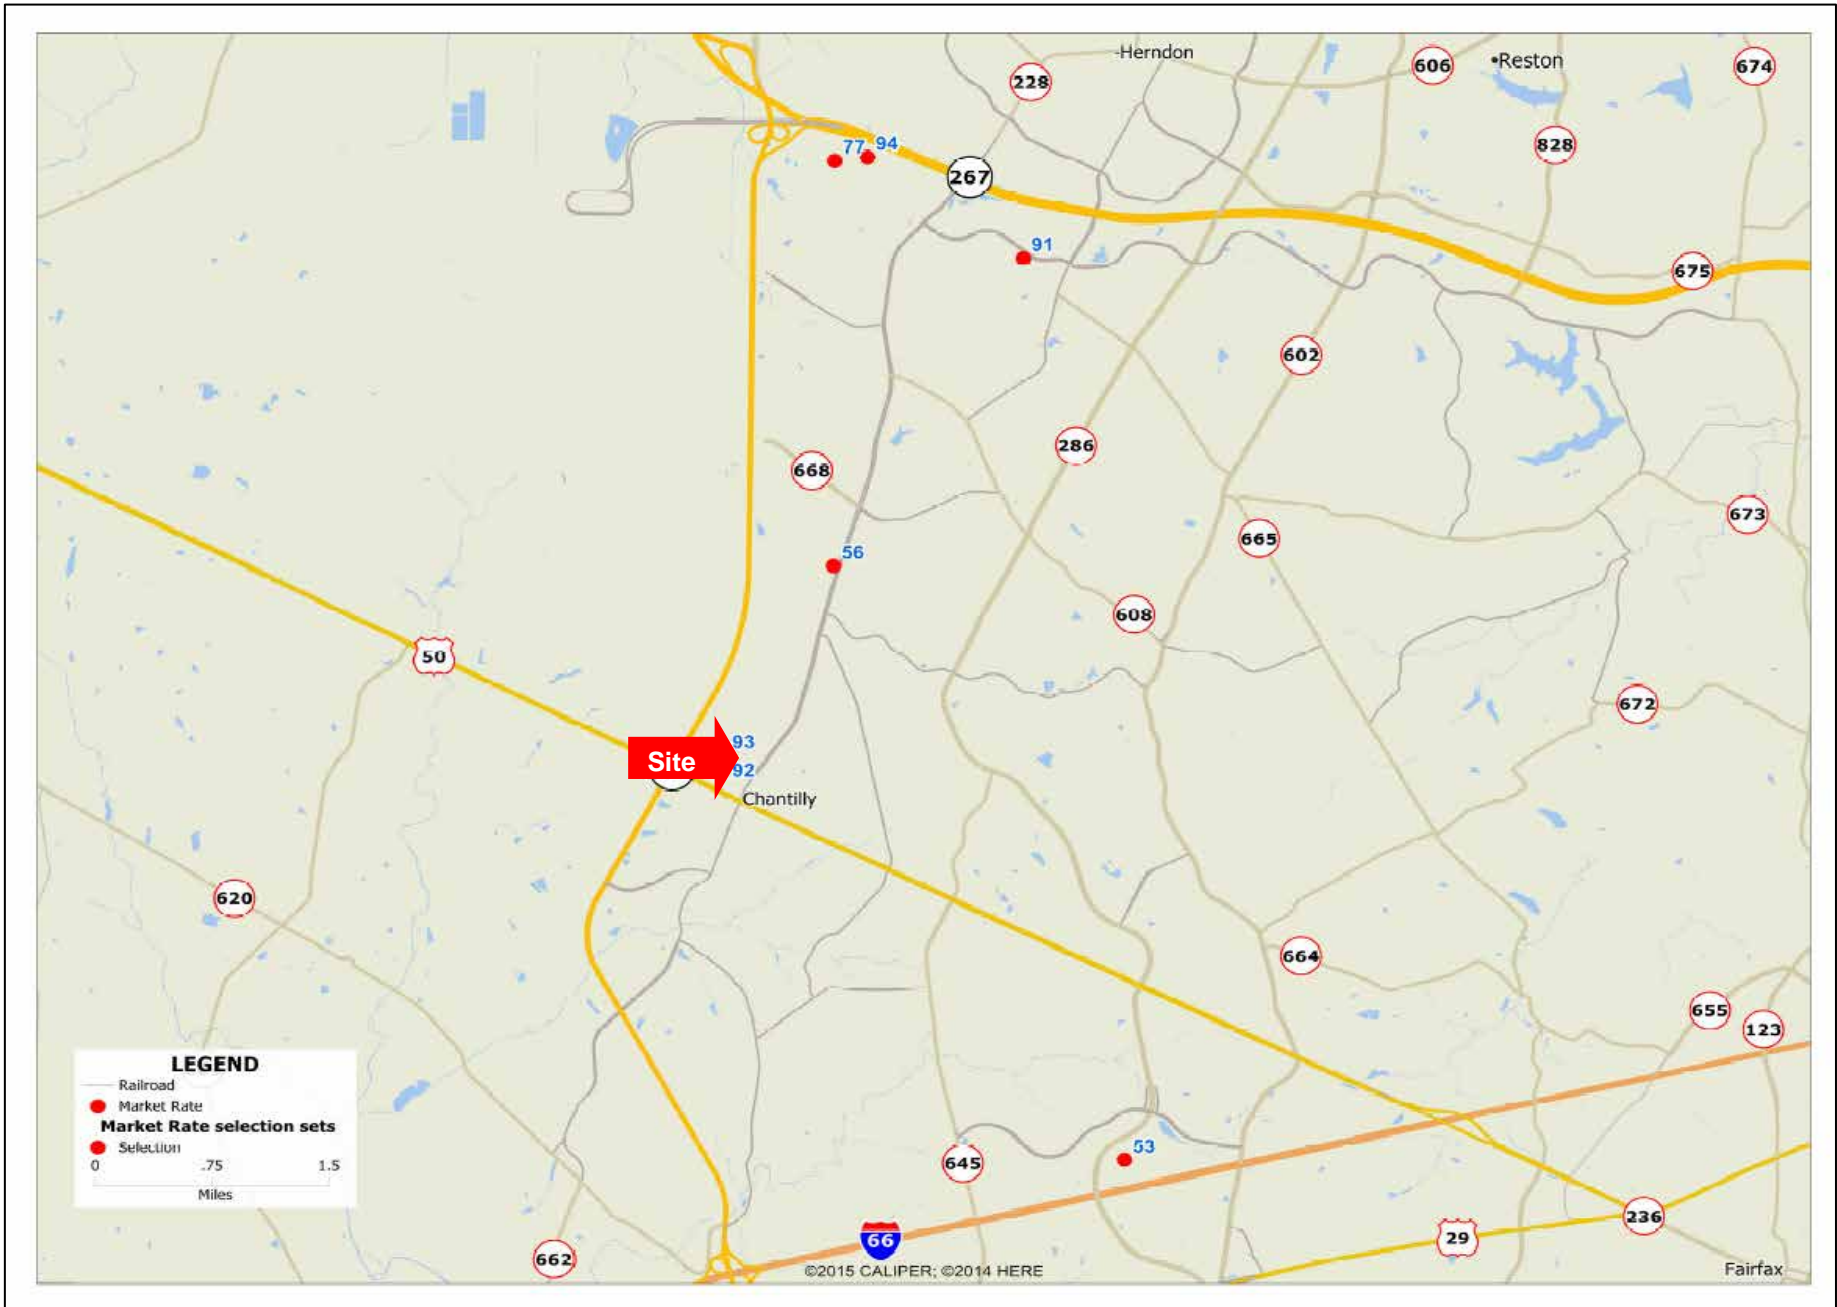 -Herndon
606
•Reston
674
228
828
77
94
267
91
675
602
286
668
673
665
56
608
50
672
93
Site
92
Chantilly
620
664
655
123
LEGEND
Railroad
Market Rate
Market Rate selection sets
Selection
0 .75 1.5
Miles
53
645
236
29
66
662
©2015 CALIPER; ©2014 HERE
Fairfax